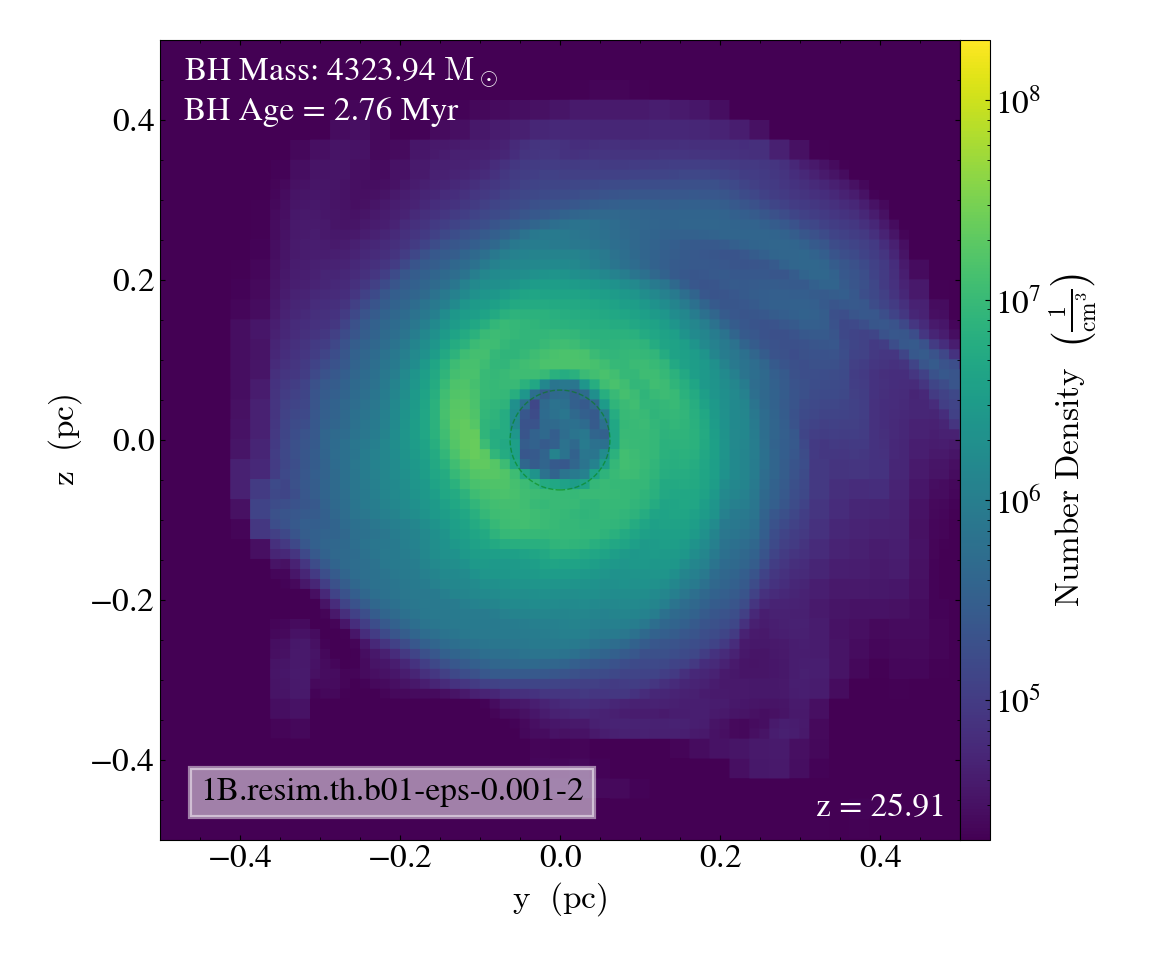 BH Mass: 4323.94 M⊙
BH Age = 2.76 Myr
0.4
0.2
0.0
−0.2
−0.4
z (pc)
1B.resim.th.b01-eps-0.001-2
z = 25.91
−0.4 −0.2 0.0 0.2 0.4
y (pc)
10⁸
10⁷
10⁶
10⁵
Number Density (1/cm³)